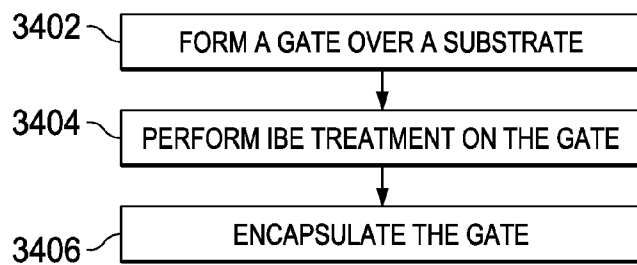 3402 FORM A GATE OVER A SUBSTRATE
3404 PERFORM IBE TREATMENT ON THE GATE
3406 ENCAPSULATE THE GATE